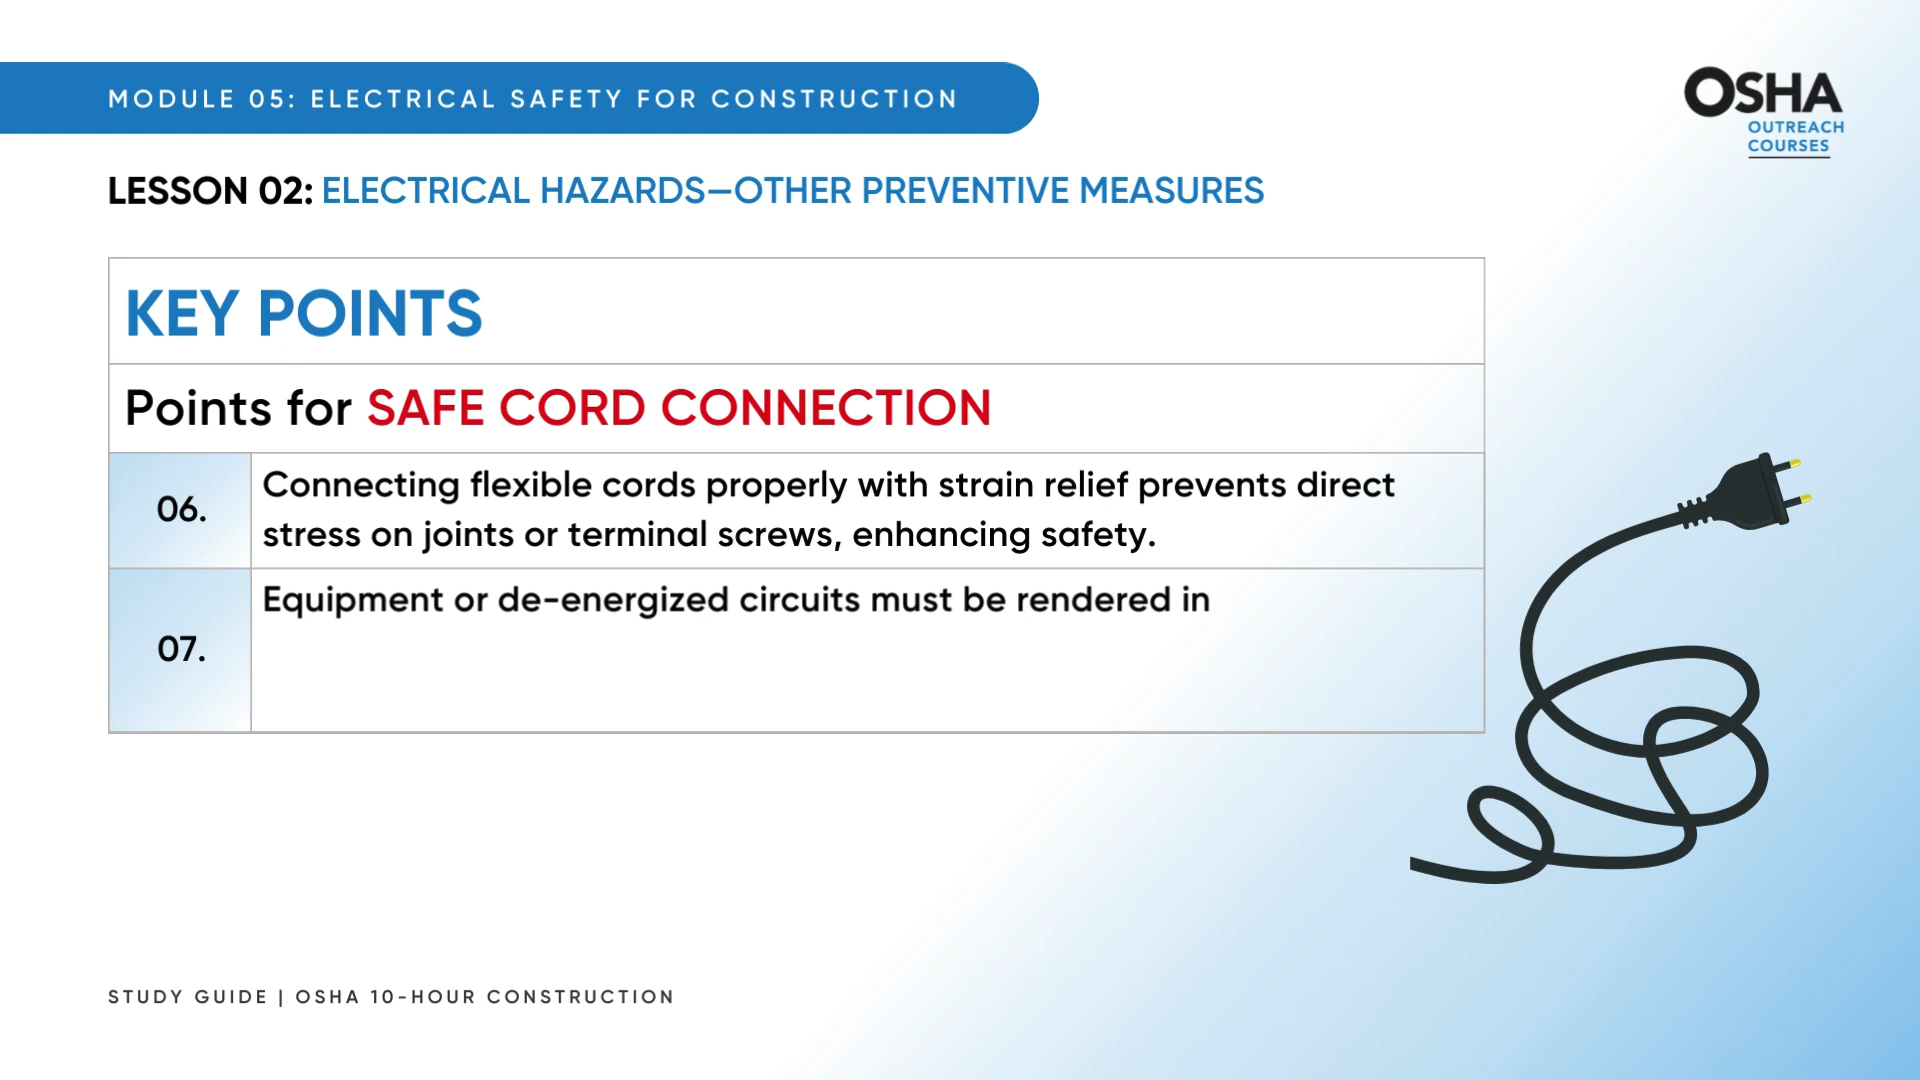 MODULE 05: ELECTRICAL SAFETY FOR CONSTRUCTION
OSHA
OUTREACH
COURSES
LESSON 02: ELECTRICAL HAZARDS—OTHER PREVENTIVE MEASURES
KEY POINTS
Points for SAFE CORD CONNECTION
06.
Connecting flexible cords properly with strain relief prevents direct
stress on joints or terminal screws, enhancing safety.
07.
Equipment or de-energized circuits must be rendered in
STUDY GUIDE | OSHA 10-HOUR CONSTRUCTION